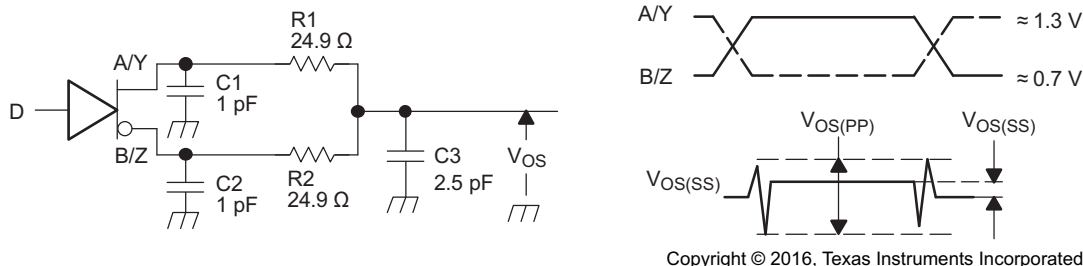 R1
24.9 Ω
A/Y
C1
1 pF
D
B/Z
C2
1 pF
R2
24.9 Ω
C3
2.5 pF
VOS
A/Y
≈ 1.3 V
B/Z
≈ 0.7 V
VOS(PP)
VOS(SS)
VOS(SS)
Copyright © 2016, Texas Instruments Incorporated